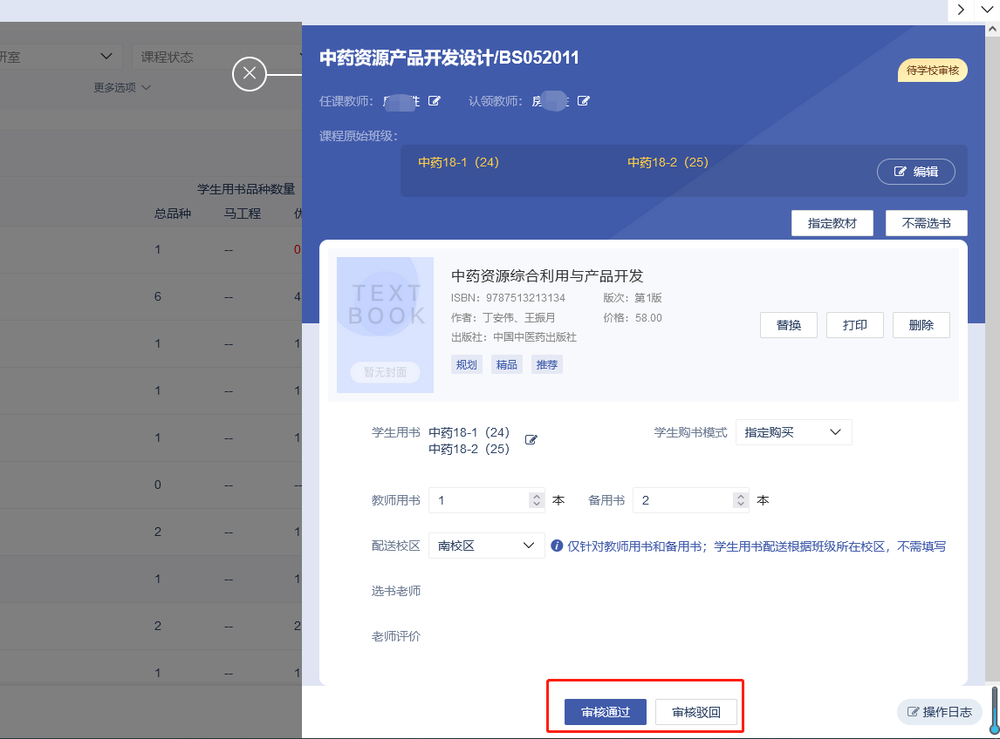 研室
课程状态
更多选项
学生用书品种数量
总品种 马工程 优
1 -- 0
6 -- 4
1 -- 1
1 -- 1
1 -- 1
0 -- --
2 -- 1
1 -- 1
2 -- 2
1 -- 1
中药资源产品开发设计/BS052011
待学校审核
任课教师： 认领教师： 房
课程原始班级：
中药18-1（24） 中药18-2（25）
编辑
指定教材 不需选书
TEXT BOOK
暂无封面
中药资源综合利用与产品开发
ISBN：9787513213134 版次：第1版
作者：丁安伟、王振月 价格：58.00
出版社：中国中医药出版社
规划 精品 推荐
替换 打印 删除
学生用书 中药18-1（24）
中药18-2（25）
学生购书模式 指定购买
教师用书 1 本 备用书 2 本
配送校区 南校区 仅针对教师用书和备用书；学生用书配送根据班级所在校区，不需填写
选书老师
老师评价
审核通过 审核驳回
操作日志